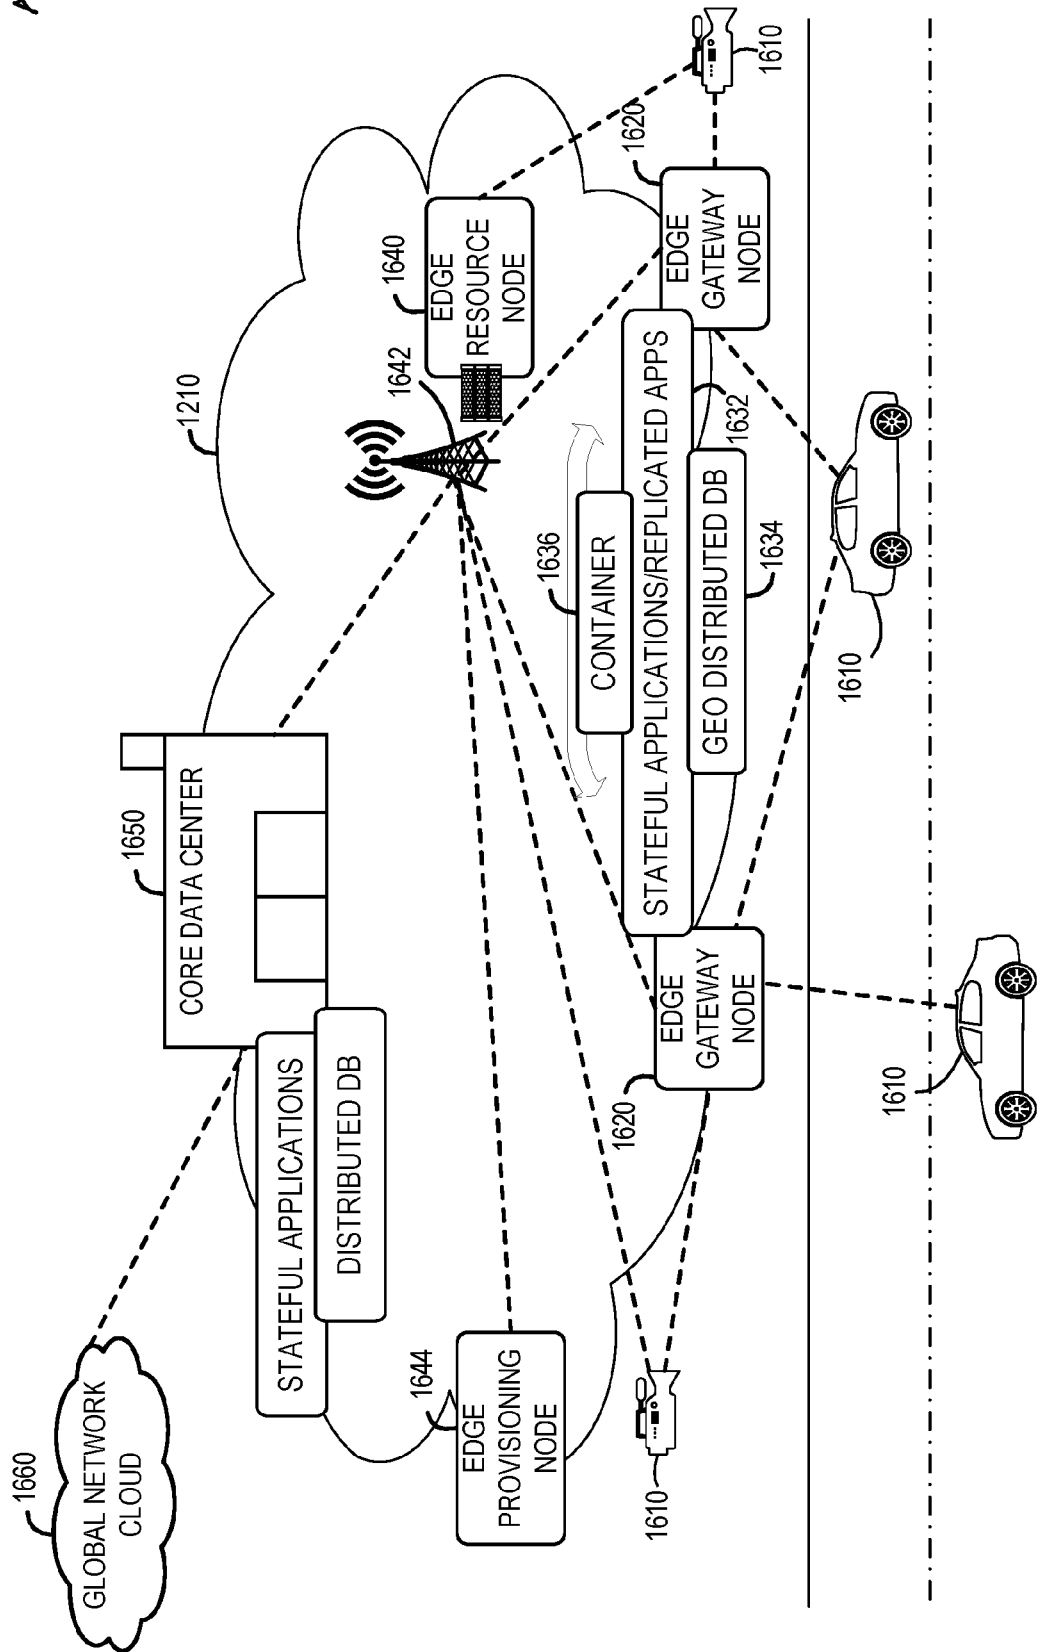 1660
GLOBAL NETWORK
CLOUD
1650
CORE DATA CENTER
1210
STATEFUL APPLICATIONS
DISTRIBUTED DB
1644
EDGE
PROVISIONING
NODE
1642
1640
EDGE
RESOURCE
NODE
1636
CONTAINER
STATEFUL APPLICATIONS/REPLICATED APPS
1632
GEO DISTRIBUTED DB
1634
1620
EDGE
GATEWAY
NODE
1620
EDGE
GATEWAY
NODE
1610
1610
1610
1610